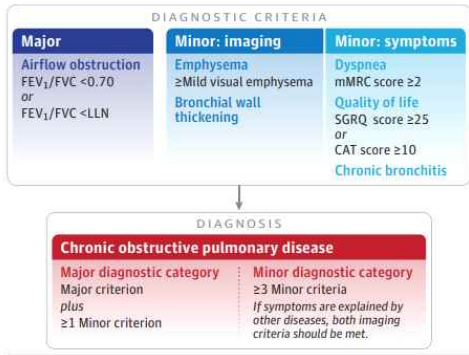 DIAGNOSTIC CRITERIA
Major
Airflow obstruction
FEV₁/FVC <0.70
or
FEV₁/FVC <LLN
Minor: imaging
Emphysema
≥Mild visual emphysema
Bronchial wall
thickening
Minor: symptoms
Dyspnea
mMRC score ≥2
Quality of life
SGRQ score ≥25
or
CAT score ≥10
Chronic bronchitis
DIAGNOSIS
Chronic obstructive pulmonary disease
Major diagnostic category
Major criterion
plus
≥1 Minor criterion
Minor diagnostic category
≥3 Minor criteria
If symptoms are explained by
other diseases, both imaging
criteria should be met.